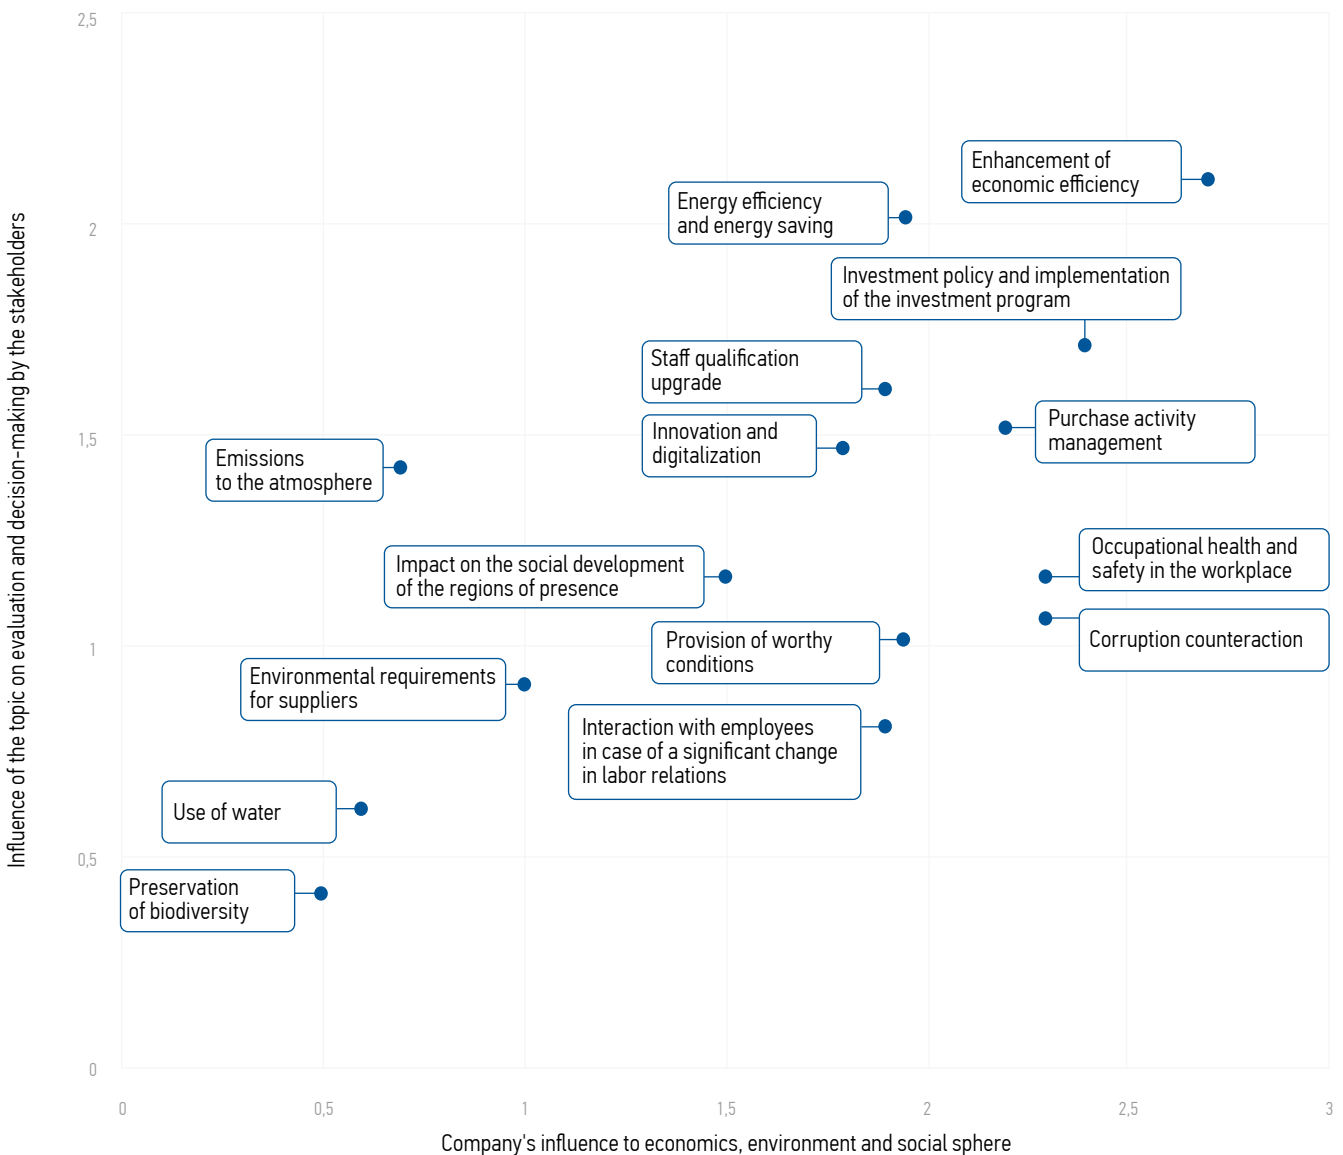 2,5
Enhancement of
economic efficiency
Energy efficiency
and energy saving
2
Investment policy and implementation
of the investment program
Staff qualification
upgrade
Purchase activity
management
Innovation and
digitalization
1,5
Emissions
to the atmosphere
Occupational health and
safety in the workplace
Impact on the social development
of the regions of presence
Corruption counteraction
Provision of worthy
conditions
1
Environmental requirements
for suppliers
Interaction with employees
in case of a significant change
in labor relations
Use of water
0,5
Preservation
of biodiversity
0
Influence of the topic on evaluation and decision-making by the stakeholders
0 0,5 1 1,5 2 2,5 3
Company's influence to economics, environment and social sphere